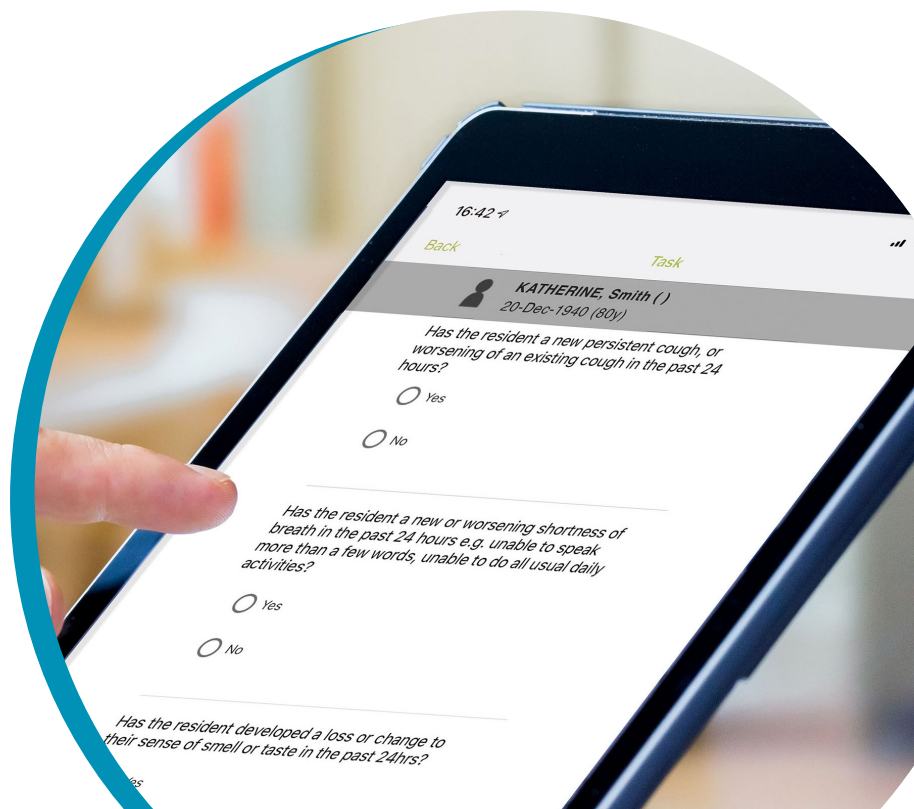 16:42
Back
Task
KATHERINE, Smith ( )
20-Dec-1940 (80y)
Has the resident a new persistent cough, or
worsening of an existing cough in the past 24
hours?
Yes
No
Has the resident a new or worsening shortness of
breath in the past 24 hours e.g. unable to speak
more than a few words, unable to do all usual daily
activities?
Yes
No
Has the resident developed a loss or change to
their sense of smell or taste in the past 24hrs?
Yes